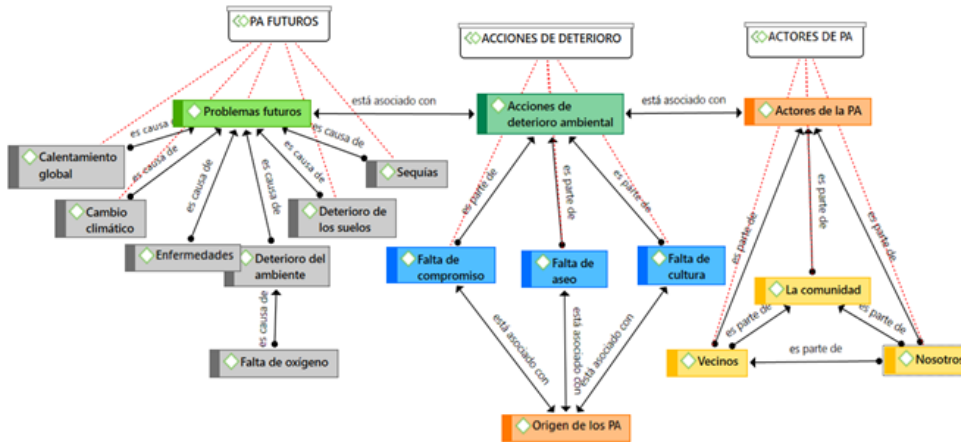 PA FUTUROS
ACCIONES DE DETERIORO
ACTORES DE PA
Problemas futuros
está asociado con
Acciones de
deterioro ambiental
está asociado con
Actores de la PA
es causa de
es causa de
Calentamiento
global
es causa de
es causa de
es causa de
es causa de
Sequías
Cambio
climático
Deterioro de
los suelos
Enfermedades
Deterioro del
ambiente
es parte de
es parte de
es parte de
es parte de
es parte de
es parte de
Falta de
compromiso
Falta de
aseo
Falta de
cultura
La comunidad
es causa de
es parte de
es parte de
Falta de oxígeno
está asociado con
está asociado con
está asociado con
Vecinos
es parte de
Nosotros
Origen de los PA